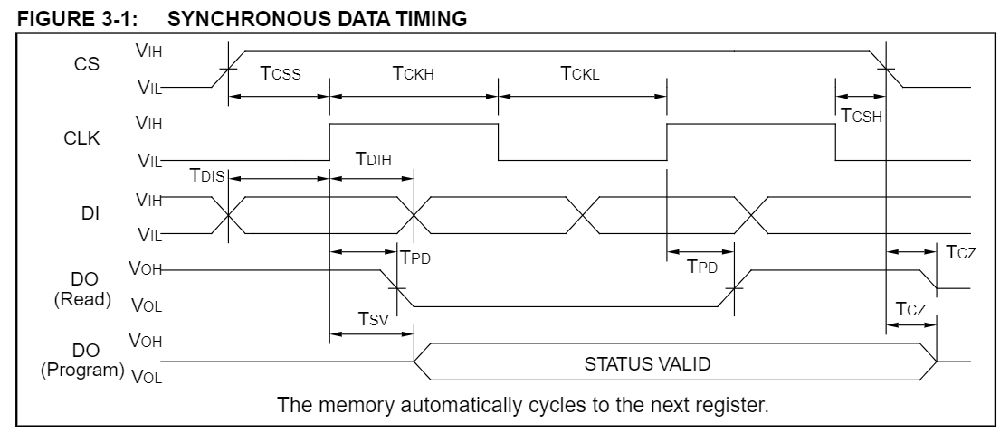 FIGURE 3-1: SYNCHRONOUS DATA TIMING
CS
VIH
VIL
TCSS
TCKH
TCKL
TCSH
CLK
VIH
VIL
TDIS
TDIH
DI
VIH
VIL
TPD
TPD
TCZ
DO
(Read)
VOH
VOL
TSV
TCZ
DO
(Program)
VOH
VOL
STATUS VALID
The memory automatically cycles to the next register.